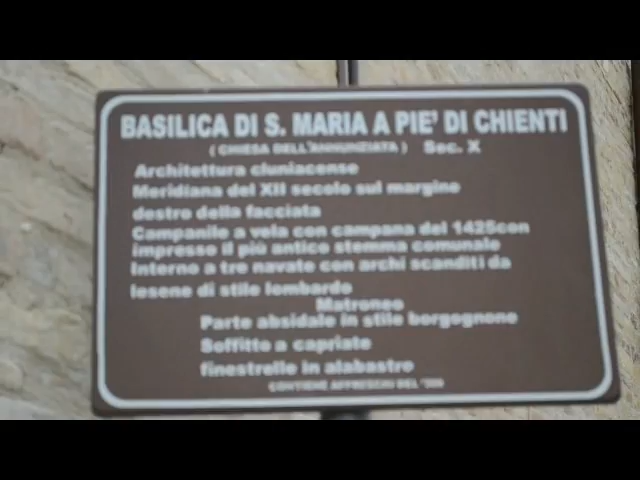 BASILICA DI S. MARIA A PIE' DI CHIENTI
( CHIESA DELL'ANNUNZIATA ) Sec. X
Architettura cluniacense
Meridiana del XII secolo sul margine
destro della facciata
Campanile a vela con campana del 1425con
impresso il più antico stemma comunale
Interno a tre navate con archi scanditi da
lesene di stile lombardo
Matroneo
Parte absidale in stile borgognone
Soffitto a capriate
finestrelle in alabastro
CONTIENE AFFRESCHI DEL '300